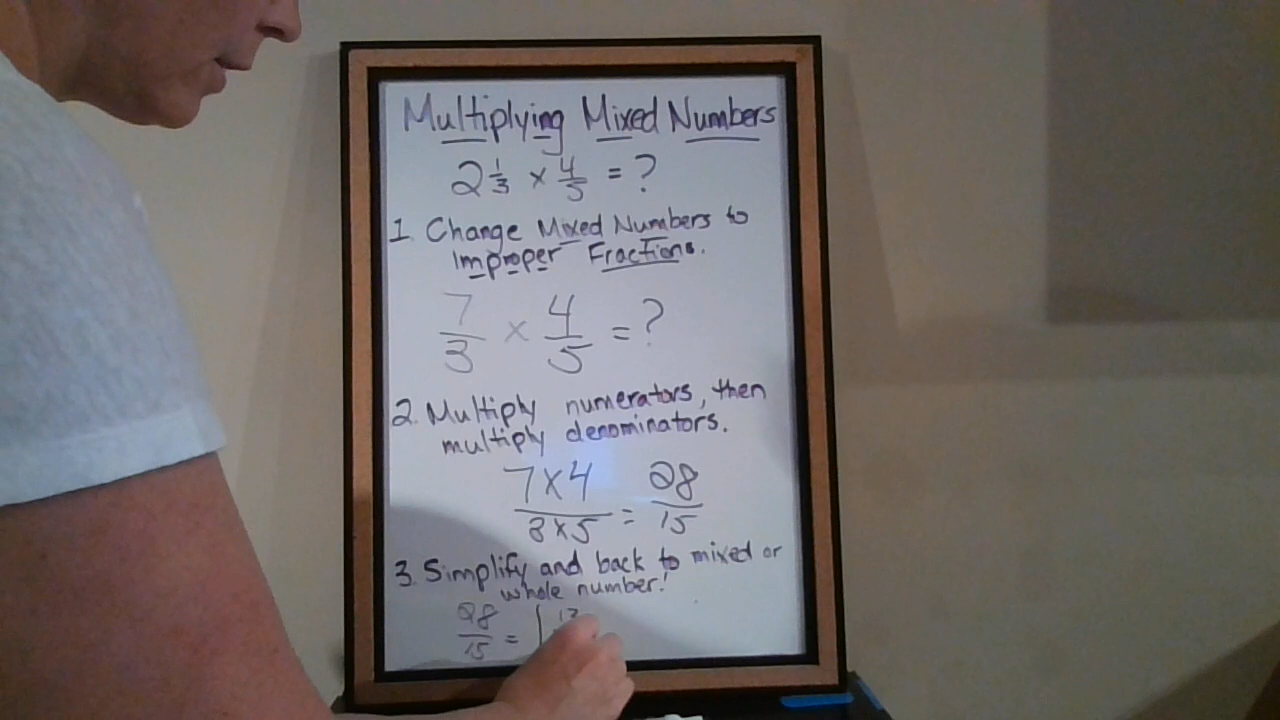 Multiplying Mixed Numbers
2 1/3 × 4/5 = ?
1. Change Mixed Numbers to
Improper Fractions.
7/3 × 4/5 = ?
2. Multiply numerators, then
multiply denominators.
7×4/3×5 = 28/15
3. Simplify and back to mixed or
whole number!
28/15 = 1 13